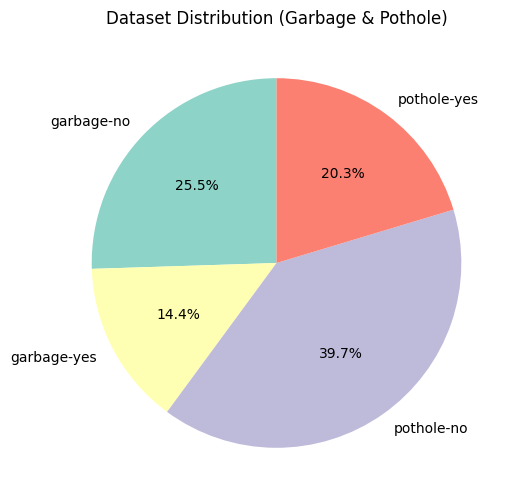 Dataset Distribution (Garbage & Pothole)
pothole-yes
garbage-no
20.3%
25.5%
14.4%
garbage-yes
39.7%
pothole-no